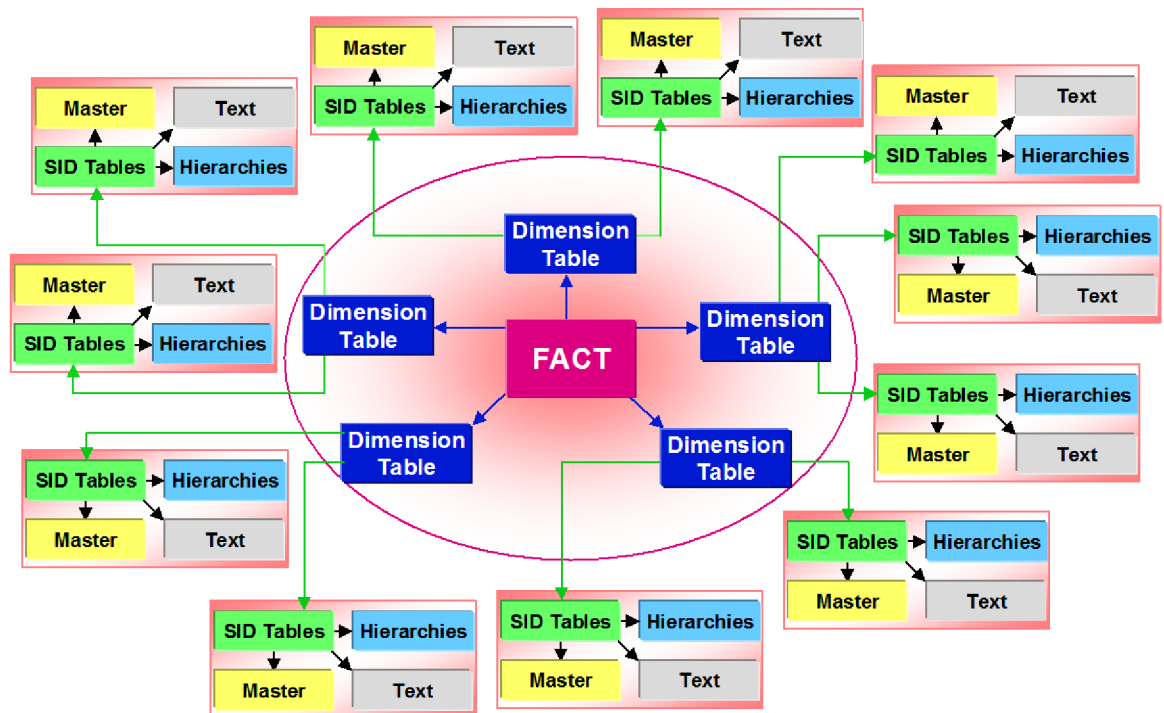 Master
Text
SID Tables
Hierarchies
Master
Text
SID Tables
Hierarchies
Master
Text
SID Tables
Hierarchies
Master
Text
SID Tables
Hierarchies
Master
Text
SID Tables
Hierarchies
SID Tables
Hierarchies
Master
Text
Dimension
Table
Dimension
Table
Dimension
Table
FACT
Dimension
Table
Dimension
Table
SID Tables
Hierarchies
Master
Text
SID Tables
Hierarchies
Master
Text
SID Tables
Hierarchies
Master
Text
SID Tables
Hierarchies
Master
Text
SID Tables
Hierarchies
Master
Text